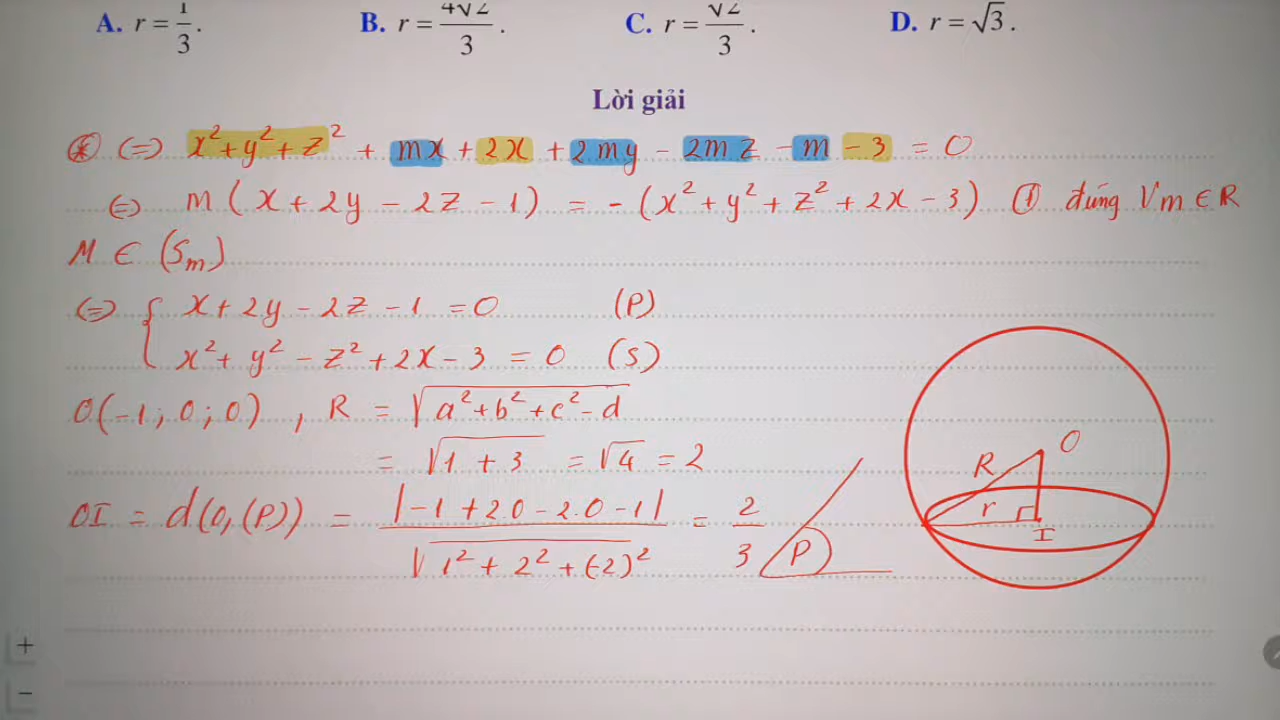 A. r = 1/3. B. r = 4√2/3. C. r = √2/3. D. r = √3.
Lời giải
(*) (=) x² + y² + z² + mx + 2x + 2my - 2mz - m - 3 = 0
(=) m(x + 2y - 2z - 1) = -(x² + y² + z² + 2x - 3) (1) đúng ∀m ∈ R
M ∈ (Sm)
(=) { x + 2y - 2z - 1 = 0 (P)
x² + y² - z² + 2x - 3 = 0 (S)
O(-1; 0; 0), R = √(a² + b² + c² - d)
= √(1 + 3) = √4 = 2
OI = d(O, (P)) = |-1 + 2.0 - 2.0 - 1| / √(1² + 2² + (-2)²) = 2/3
P
O
R
r
I
+
-